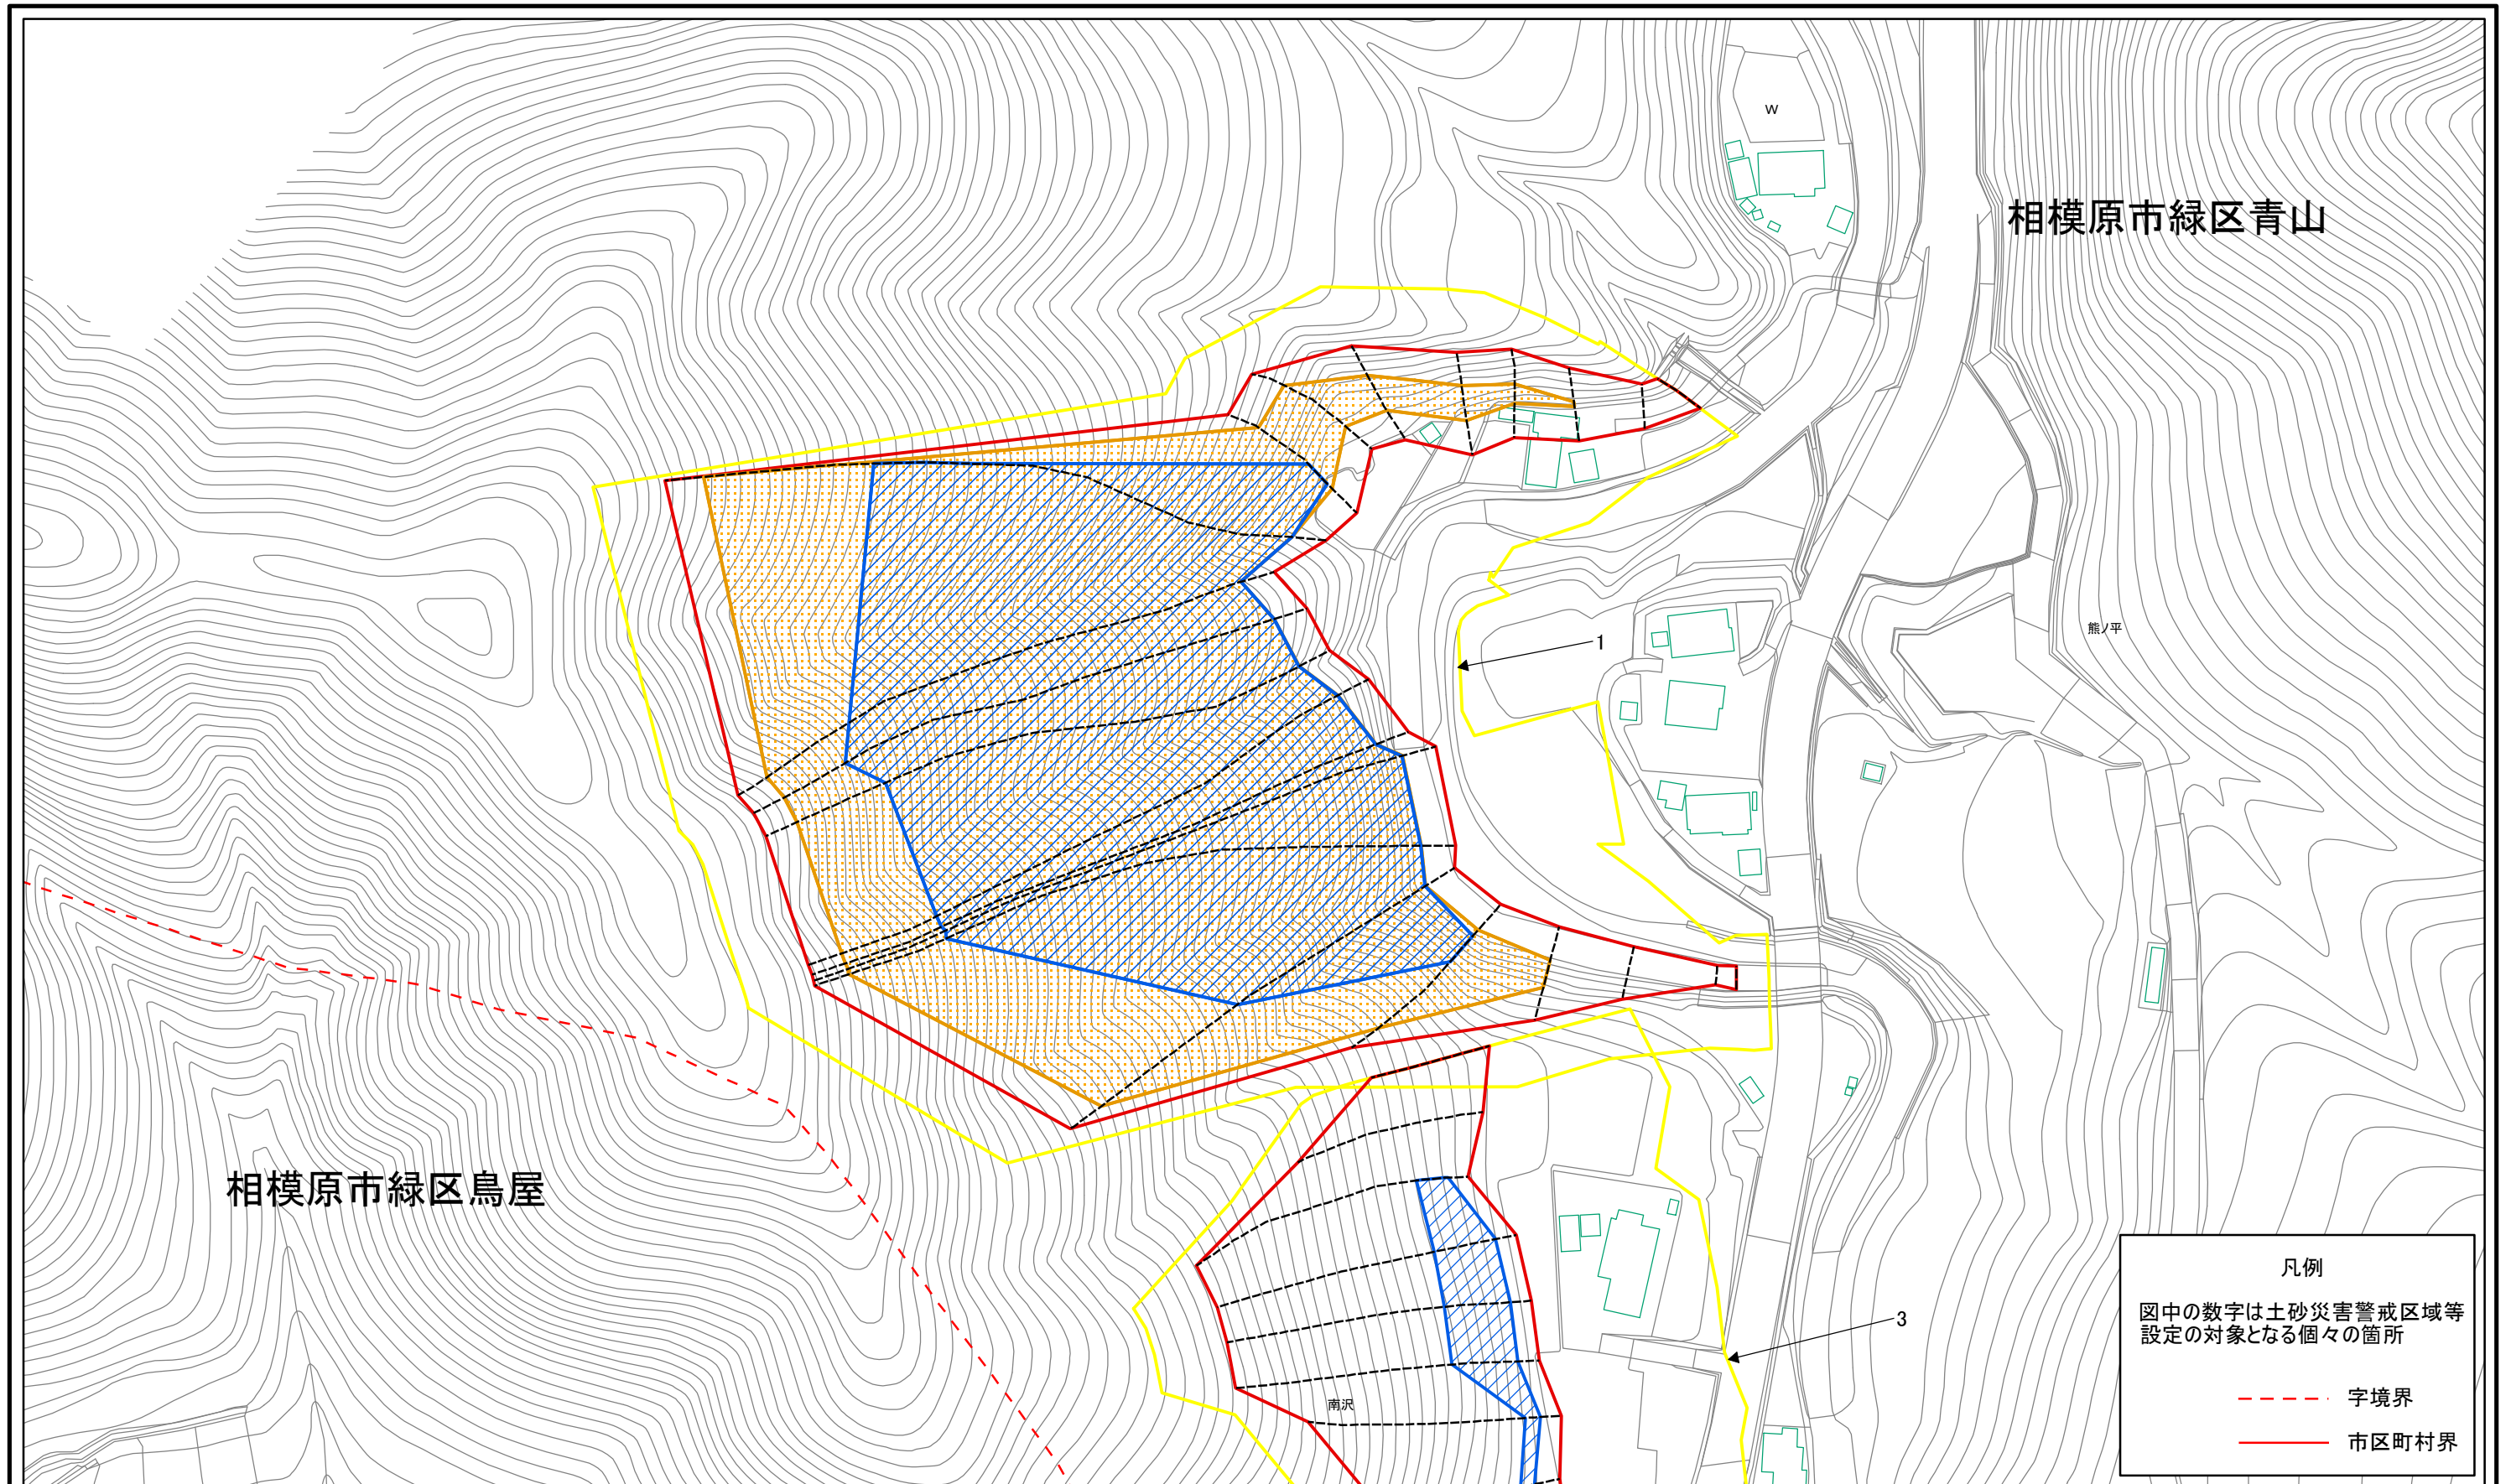 w
相模原市緑区青山
熊ノ平
1
相模原市緑区鳥屋
3
南沢
凡例
図中の数字は土砂災害警戒区域等
設定の対象となる個々の箇所
字境界
市区町村界